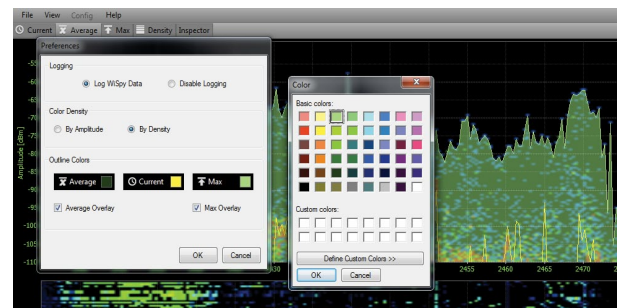 File View Config Help
Current Average Max Density Inspector
Preferences
Logging
Log WiSpy Data Disable Logging
Color Density
By Amplitude By Density
Outline Colors
Average Current Max
Average Overlay Max Overlay
OK Cancel
Color
Basic colors:
Custom colors:
Define Custom Colors >>
OK Cancel
Amplitude [dBm]
-55
-60
-65
-70
-75
-80
-85
-90
-95
-100
-105
-110
2455 2460 2465 2470